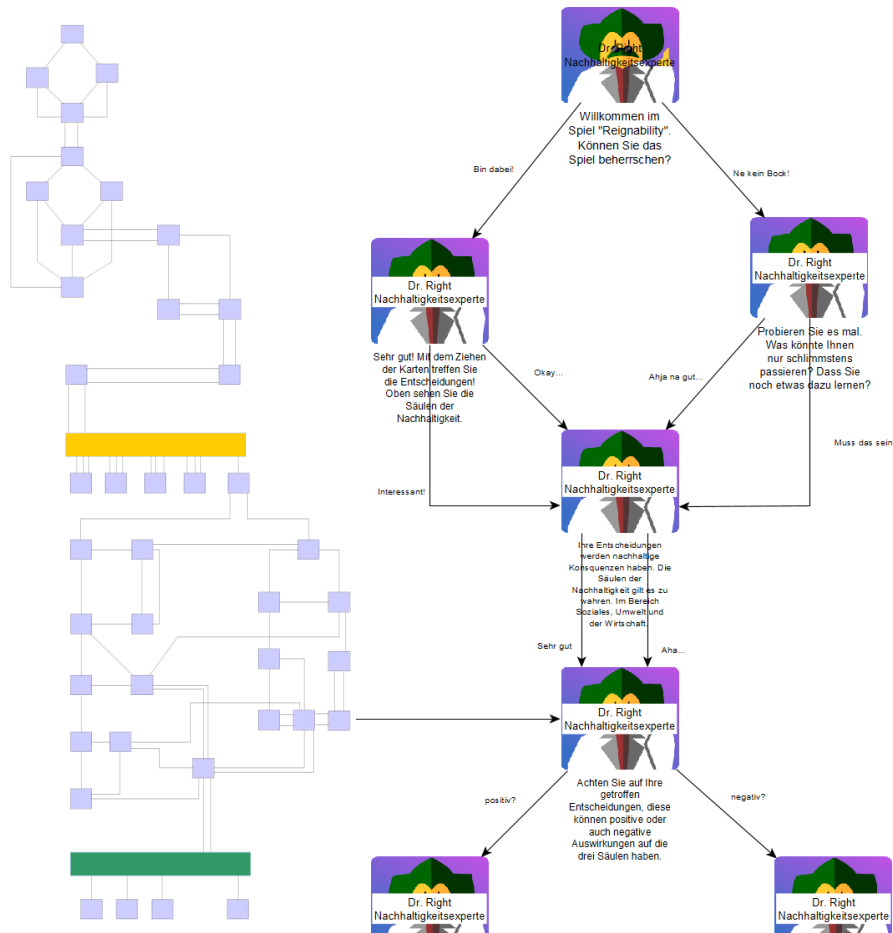 Dr. Right
Nachhaltigkeitsexperte
Willkommen im
Spiel "Reignability".
Können Sie das
Spiel beherrschen?
Bin dabei!
Ne kein Bock!
Dr. Right
Nachhaltigkeitsexperte
Sehr gut! Mit dem Ziehen
der Karten treffen Sie
die Entscheidungen!
Oben sehen Sie die
Säulen der
Nachhaltigkeit.
Dr. Right
Nachhaltigkeitsexperte
Probieren Sie es mal.
Was könnte Ihnen
nur schlimmstens
passieren? Dass Sie
noch etwas dazu lernen?
Okay...
Ahja na gut...
Interessant!
Muss das sein
Dr. Right
Nachhaltigkeitsexperte
Ihre Entscheidungen
werden nachhaltige
Konsquenzen haben. Die
Säulen der
Nachhaltigkeit gilt es zu
wahren. Im Bereich
Soziales, Umwelt und
der Wirtschaft.
Sehr gut
Aha...
Dr. Right
Nachhaltigkeitsexperte
Achten Sie auf Ihre
getroffen
Entscheidungen, diese
können positive oder
auch negative
Auswirkungen auf die
drei Säulen haben.
positiv?
negativ?
Dr. Right
Nachhaltigkeitsexperte
Dr. Right
Nachhaltigkeitsexperte